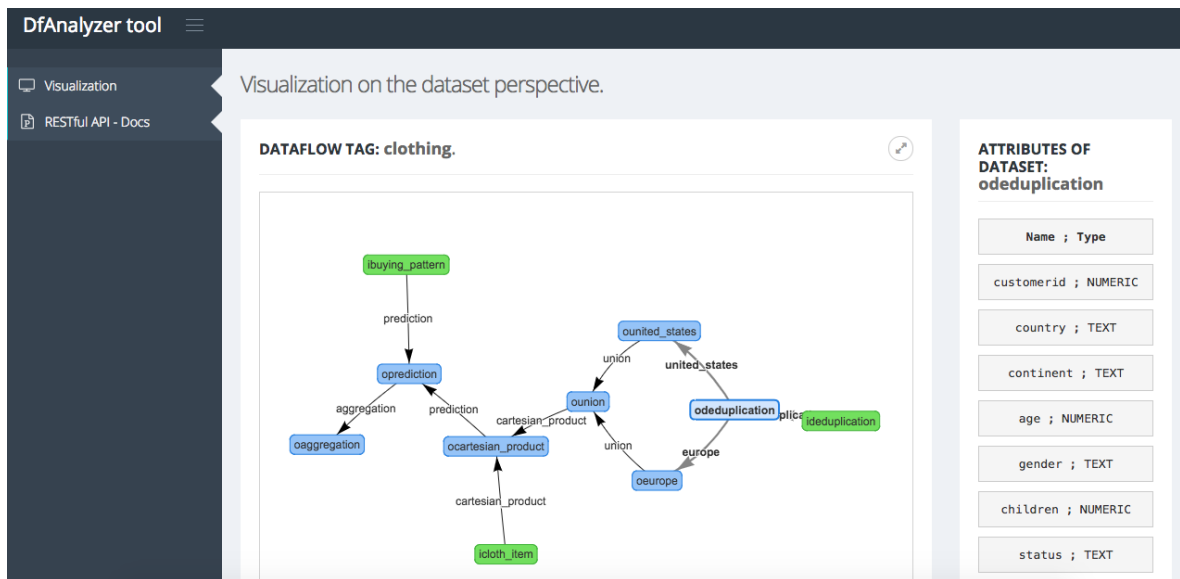 DfAnalyzer tool
Visualization
RESTful API - Docs
Visualization on the dataset perspective.
DATAFLOW TAG: clothing.
ibuying_pattern
prediction
oprediction
aggregation
prediction
oaggregation
ocartesian_product
cartesian_product
cartesian_product
icloth_item
ounion
union
union
ounited_states
united_states
odeduplication
plica
ideduplication
europe
oeurope
ATTRIBUTES OF
DATASET:
odeduplication
Name ; Type
customerid ; NUMERIC
country ; TEXT
continent ; TEXT
age ; NUMERIC
gender ; TEXT
children ; NUMERIC
status ; TEXT